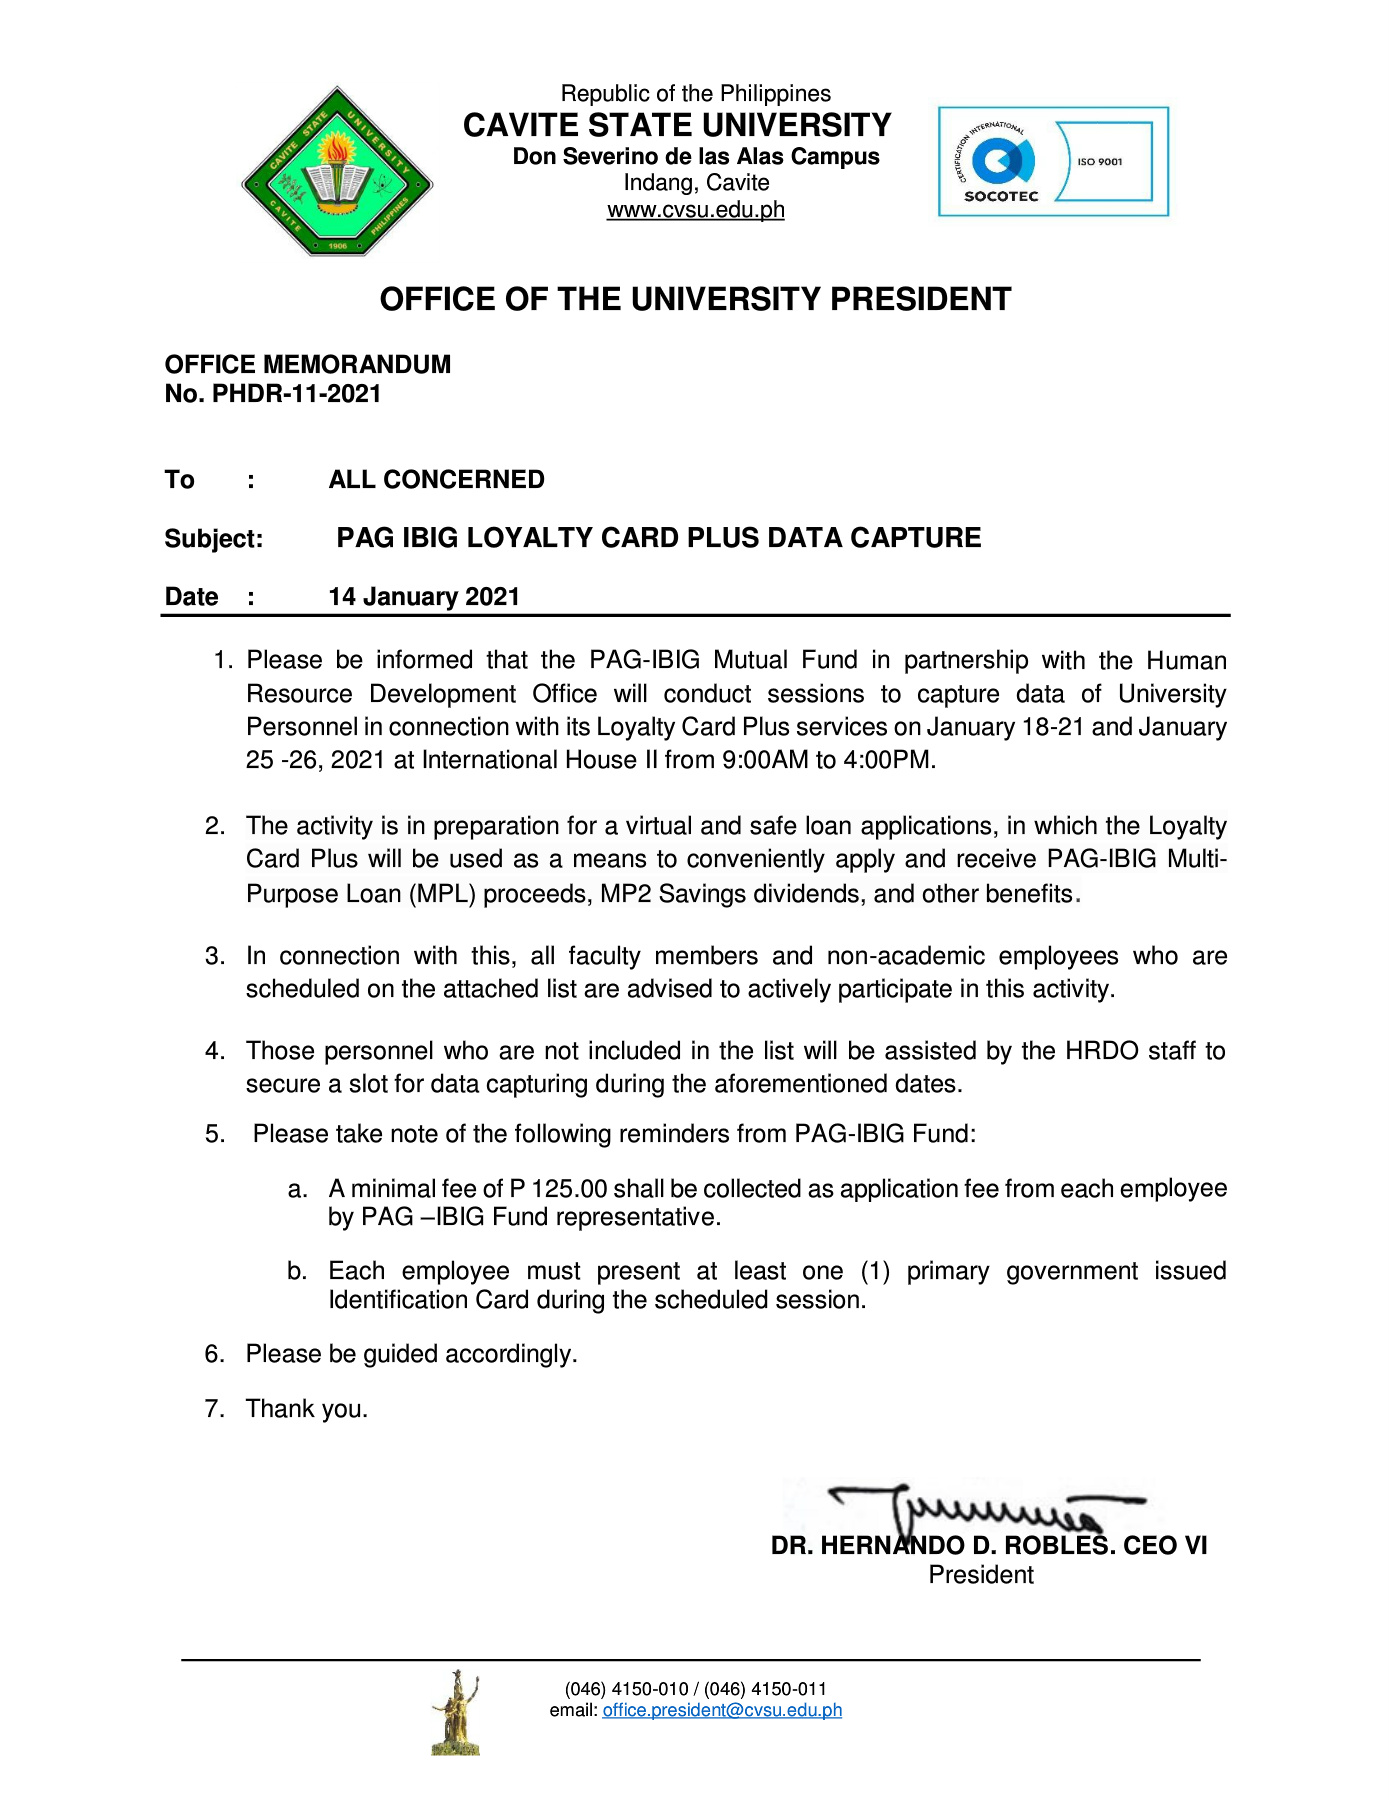 Republic of the Philippines
CAVITE STATE UNIVERSITY
Don Severino de las Alas Campus
Indang, Cavite
www.cvsu.edu.ph
CAVITE STATE UNIVERSITY
CAVITE PHILIPPINES
1906
CERTIFICATION INTERNATIONAL
SOCOTEC
ISO 9001
OFFICE OF THE UNIVERSITY PRESIDENT
OFFICE MEMORANDUM
No. PHDR-11-2021
To : ALL CONCERNED
Subject: PAG IBIG LOYALTY CARD PLUS DATA CAPTURE
Date : 14 January 2021
1. Please be informed that the PAG-IBIG Mutual Fund in partnership with the Human
Resource Development Office will conduct sessions to capture data of University
Personnel in connection with its Loyalty Card Plus services on January 18-21 and January
25 -26, 2021 at International House II from 9:00AM to 4:00PM.
2. The activity is in preparation for a virtual and safe loan applications, in which the Loyalty
Card Plus will be used as a means to conveniently apply and receive PAG-IBIG Multi-
Purpose Loan (MPL) proceeds, MP2 Savings dividends, and other benefits.
3. In connection with this, all faculty members and non-academic employees who are
scheduled on the attached list are advised to actively participate in this activity.
4. Those personnel who are not included in the list will be assisted by the HRDO staff to
secure a slot for data capturing during the aforementioned dates.
5. Please take note of the following reminders from PAG-IBIG Fund:
a. A minimal fee of P 125.00 shall be collected as application fee from each employee
by PAG –IBIG Fund representative.
b. Each employee must present at least one (1) primary government issued
Identification Card during the scheduled session.
6. Please be guided accordingly.
7. Thank you.
DR. HERNANDO D. ROBLES. CEO VI
President
(046) 4150-010 / (046) 4150-011
email: office.president@cvsu.edu.ph